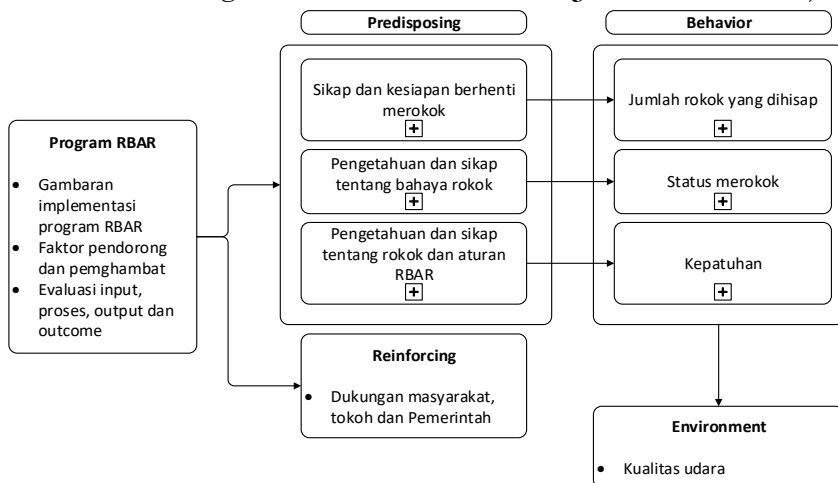 Predisposing
Behavior
Sikap dan kesiapan berhenti
merokok
Jumlah rokok yang dihisap
Program RBAR
• Gambaran
implementasi
program RBAR
• Faktor pendorong
dan pemghambat
• Evaluasi input,
proses, output dan
outcome
Pengetahuan dan sikap
tentang bahaya rokok
Status merokok
Pengetahuan dan sikap
tentang rokok dan aturan
RBAR
Kepatuhan
Reinforcing
• Dukungan masyarakat,
tokoh dan Pemerintah
Environment
• Kualitas udara